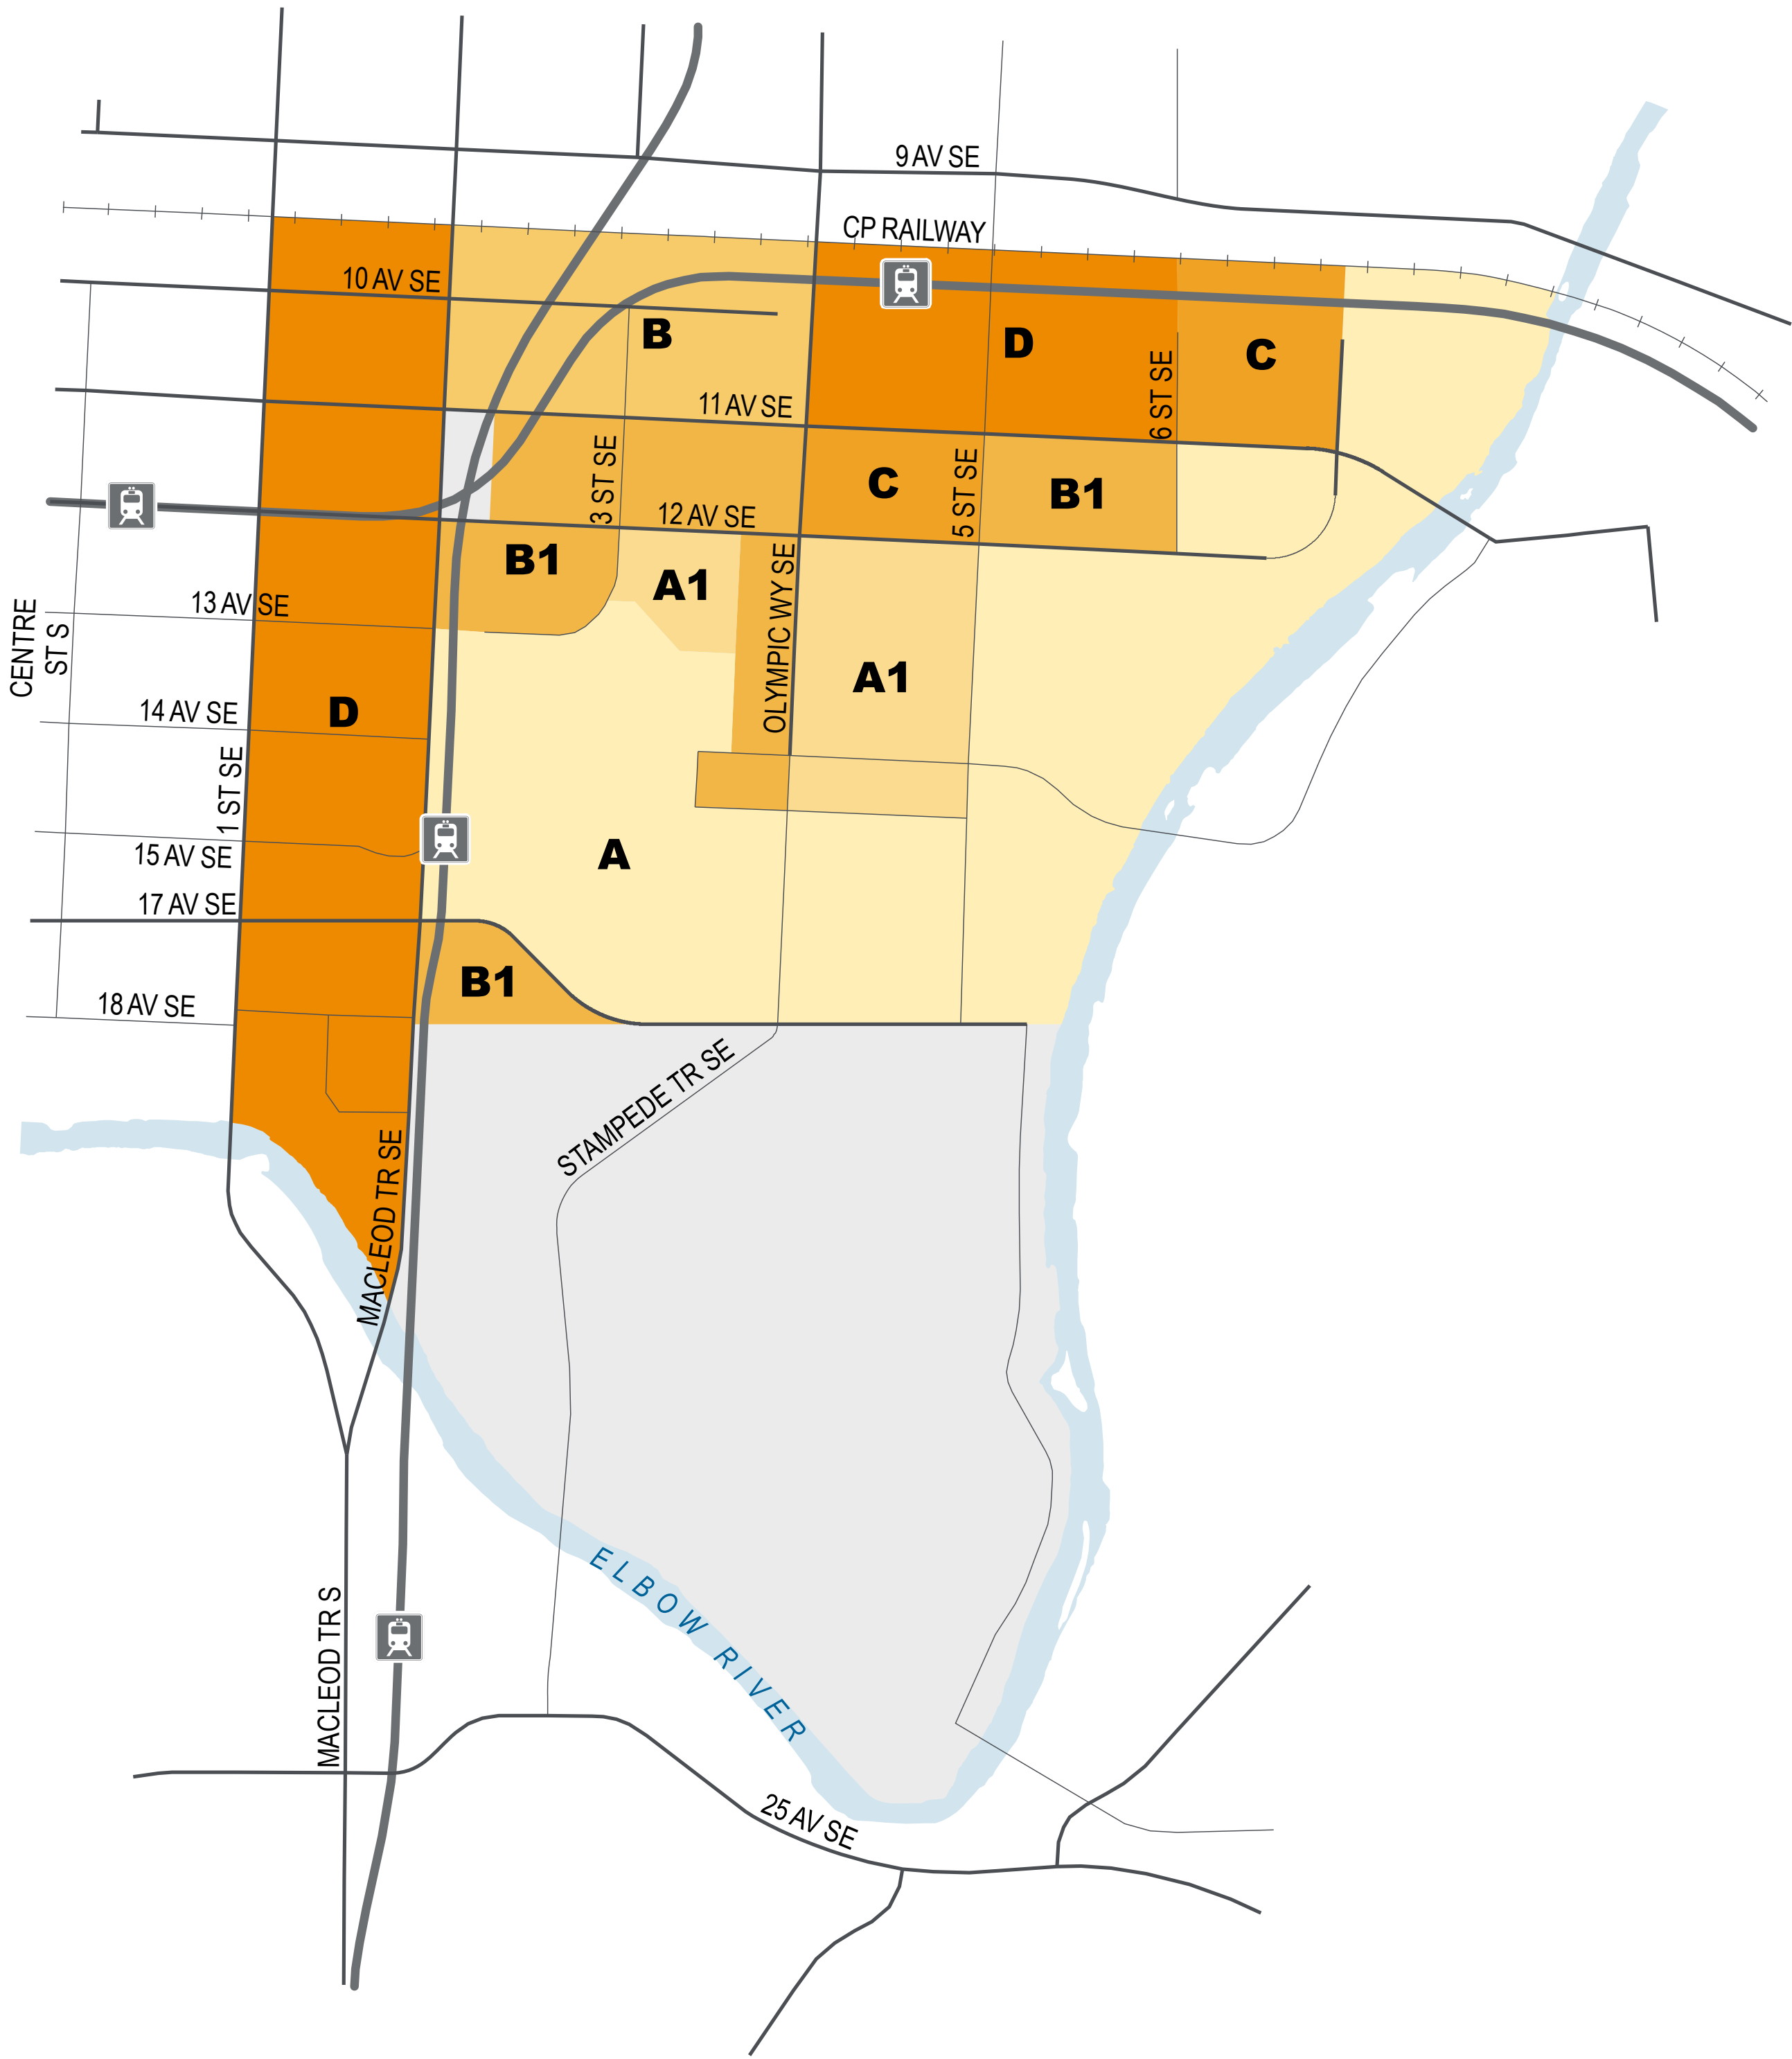 9 AV SE
CP RAILWAY
10 AV SE
B
D
C
6 ST SE
11 AV SE
3 ST SE
C
5 ST SE
B1
12 AV SE
B1
A1
OLYMPIC WY SE
13 AV SE
CENTRE
ST S
A1
14 AV SE
D
1 ST SE
15 AV SE
A
17 AV SE
B1
18 AV SE
STAMPEDE TR SE
MACLEOD TR SE
ELBOW RIVER
MACLEOD TR S
25 AV SE